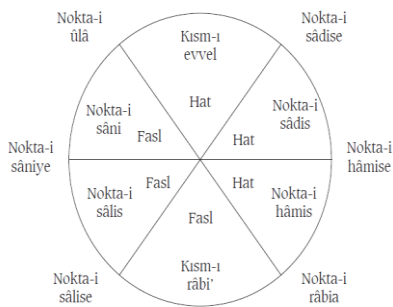 Nokta-i
ûlâ
Nokta-i
sâdise
Kısm-ı
evvel
Hat
Nokta-i
sâni
Fasl
Nokta-i
sâdis
Hat
Nokta-i
sâniye
Nokta-i
hâmise
Fasl
Nokta-i
sâlis
Hat
Nokta-i
hâmis
Fasl
Kısm-ı
râbi'
Nokta-i
sâlise
Nokta-i
râbia